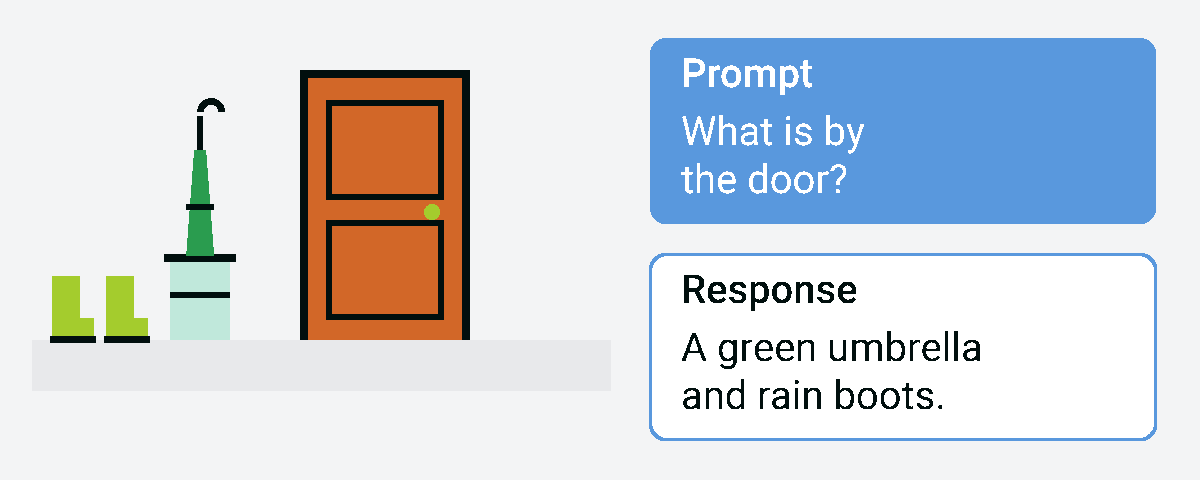 Prompt
What is by
the door?
Response
A green umbrella
and rain boots.